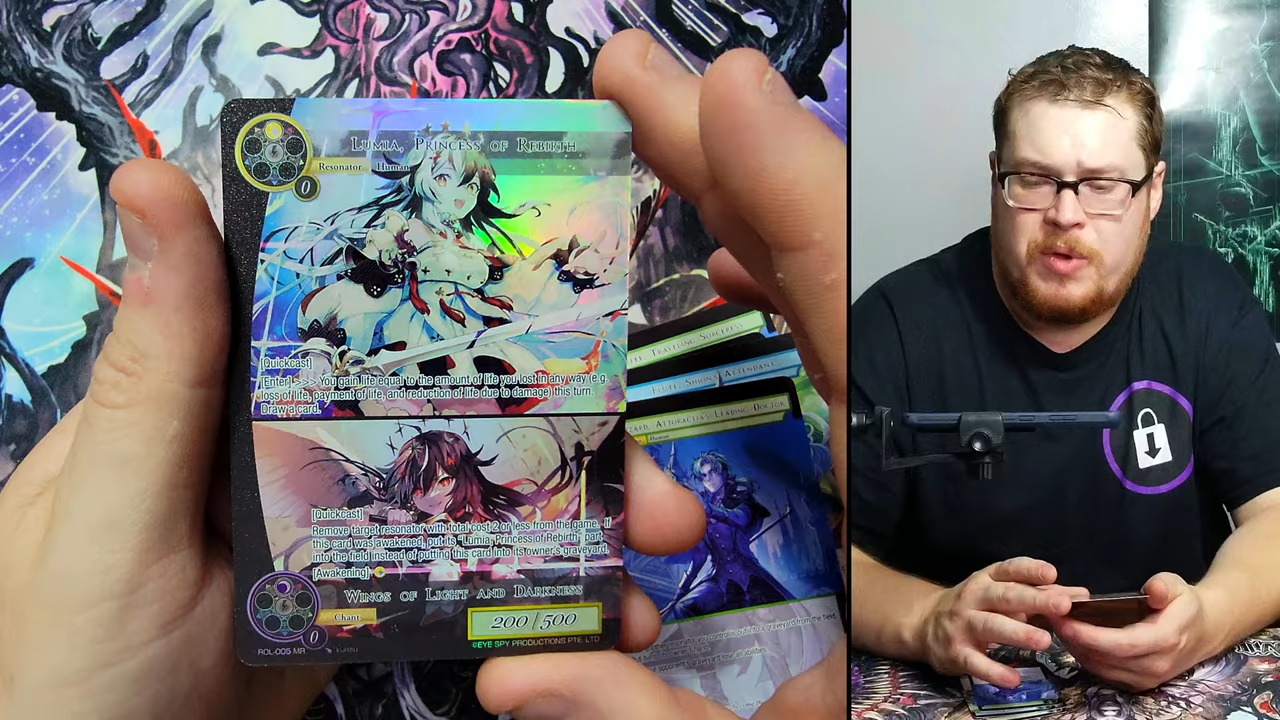 Lumia, Princess of Rebirth
Resonator Human
0
[Quickcast]
[Enter] >>> You gain life equal to the amount of life you lost in any way (e.g.
loss of life, payment of life, and reduction of life due to damage) this turn.
Draw a card.
[Quickcast]
Remove target resonator with total cost 2 or less from the game. If
this card was awakened, put its "Lumia, Princess of Rebirth" part
into the field instead of putting this card into its owner's graveyard.
[Awakening]
Wings of Light and Darkness
Chant
0
200 / 500
ROL-005 MR
kurisu
©EYE SPY PRODUCTIONS PTE. LTD
Traveling Sorceress
Attendant
Attoractia's Leading Doctor
Human